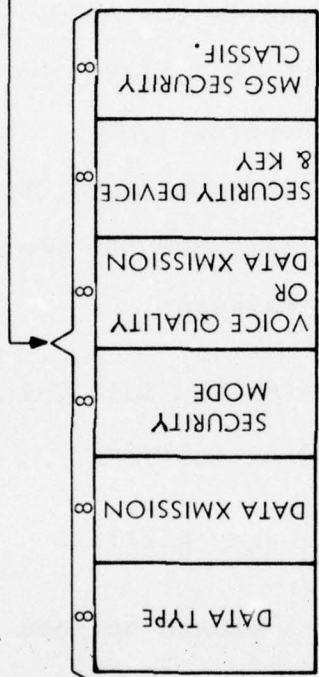 DATA TYPE
8
DATA XMISSION
8
SECURITY
MODE
8
VOICE QUALITY
OR
DATA XMISSION
8
SECURITY DEVICE
& KEY
8
MSG SECURITY
CLASSIF.
8